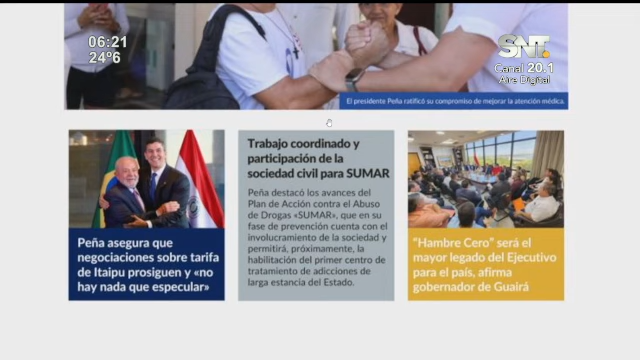 06:21
24°6
SNT.
Canal 20.1
Aire Digital
El presidente Peña ratificó su compromiso de mejorar la atención médica.
Peña asegura que
negociaciones sobre tarifa
de Itaipu prosiguen y «no
hay nada que especular»
Trabajo coordinado y
participación de la
sociedad civil para SUMAR
Peña destacó los avances del
Plan de Acción contra el Abuso
de Drogas «SUMAR», que en su
fase de prevención cuenta con el
involucramiento de la sociedad y
permitirá, próximamente, la
habilitación del primer centro de
tratamiento de adicciones de
larga estancia del Estado.
“Hambre Cero” será el
mayor legado del Ejecutivo
para el país, afirma
gobernador de Guairá